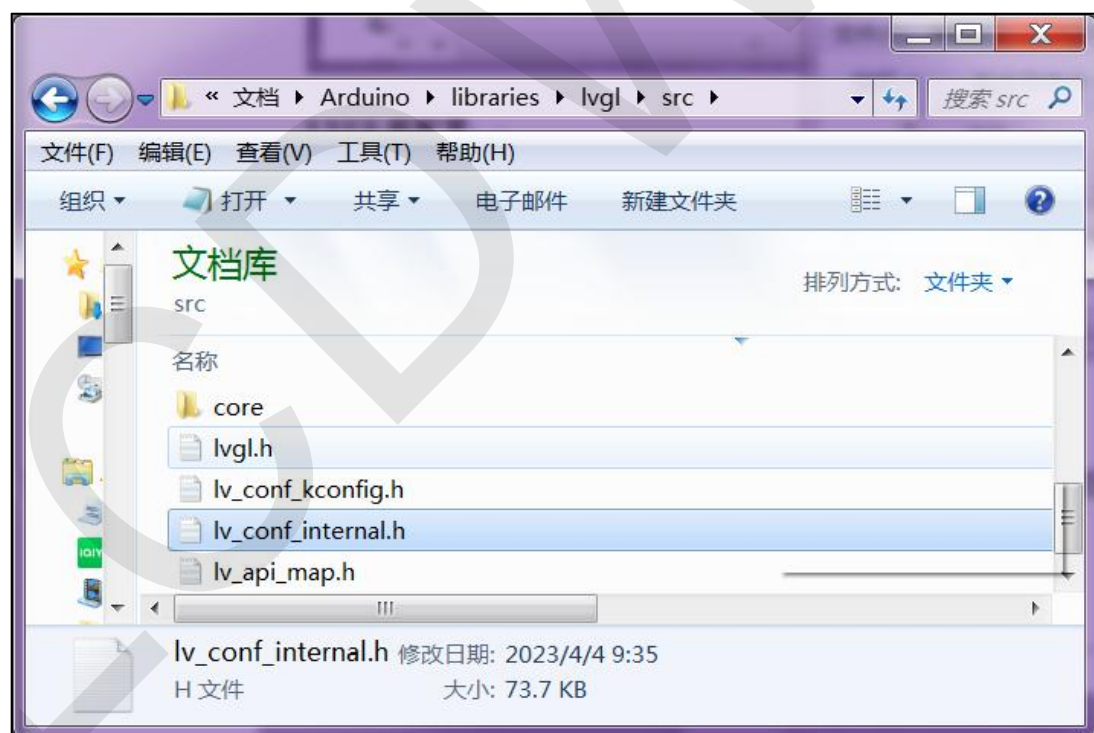 « 文档 ▸ Arduino ▸ libraries ▸ lvgl ▸ src ▸ 搜索 src
文件(F) 编辑(E) 查看(V) 工具(T) 帮助(H)
组织 打开 共享 电子邮件 新建文件夹
文档库
src
排列方式: 文件夹
名称
core
lvgl.h
lv_conf_kconfig.h
lv_conf_internal.h
lv_api_map.h
lv_conf_internal.h 修改日期: 2023/4/4 9:35
H 文件 大小: 73.7 KB